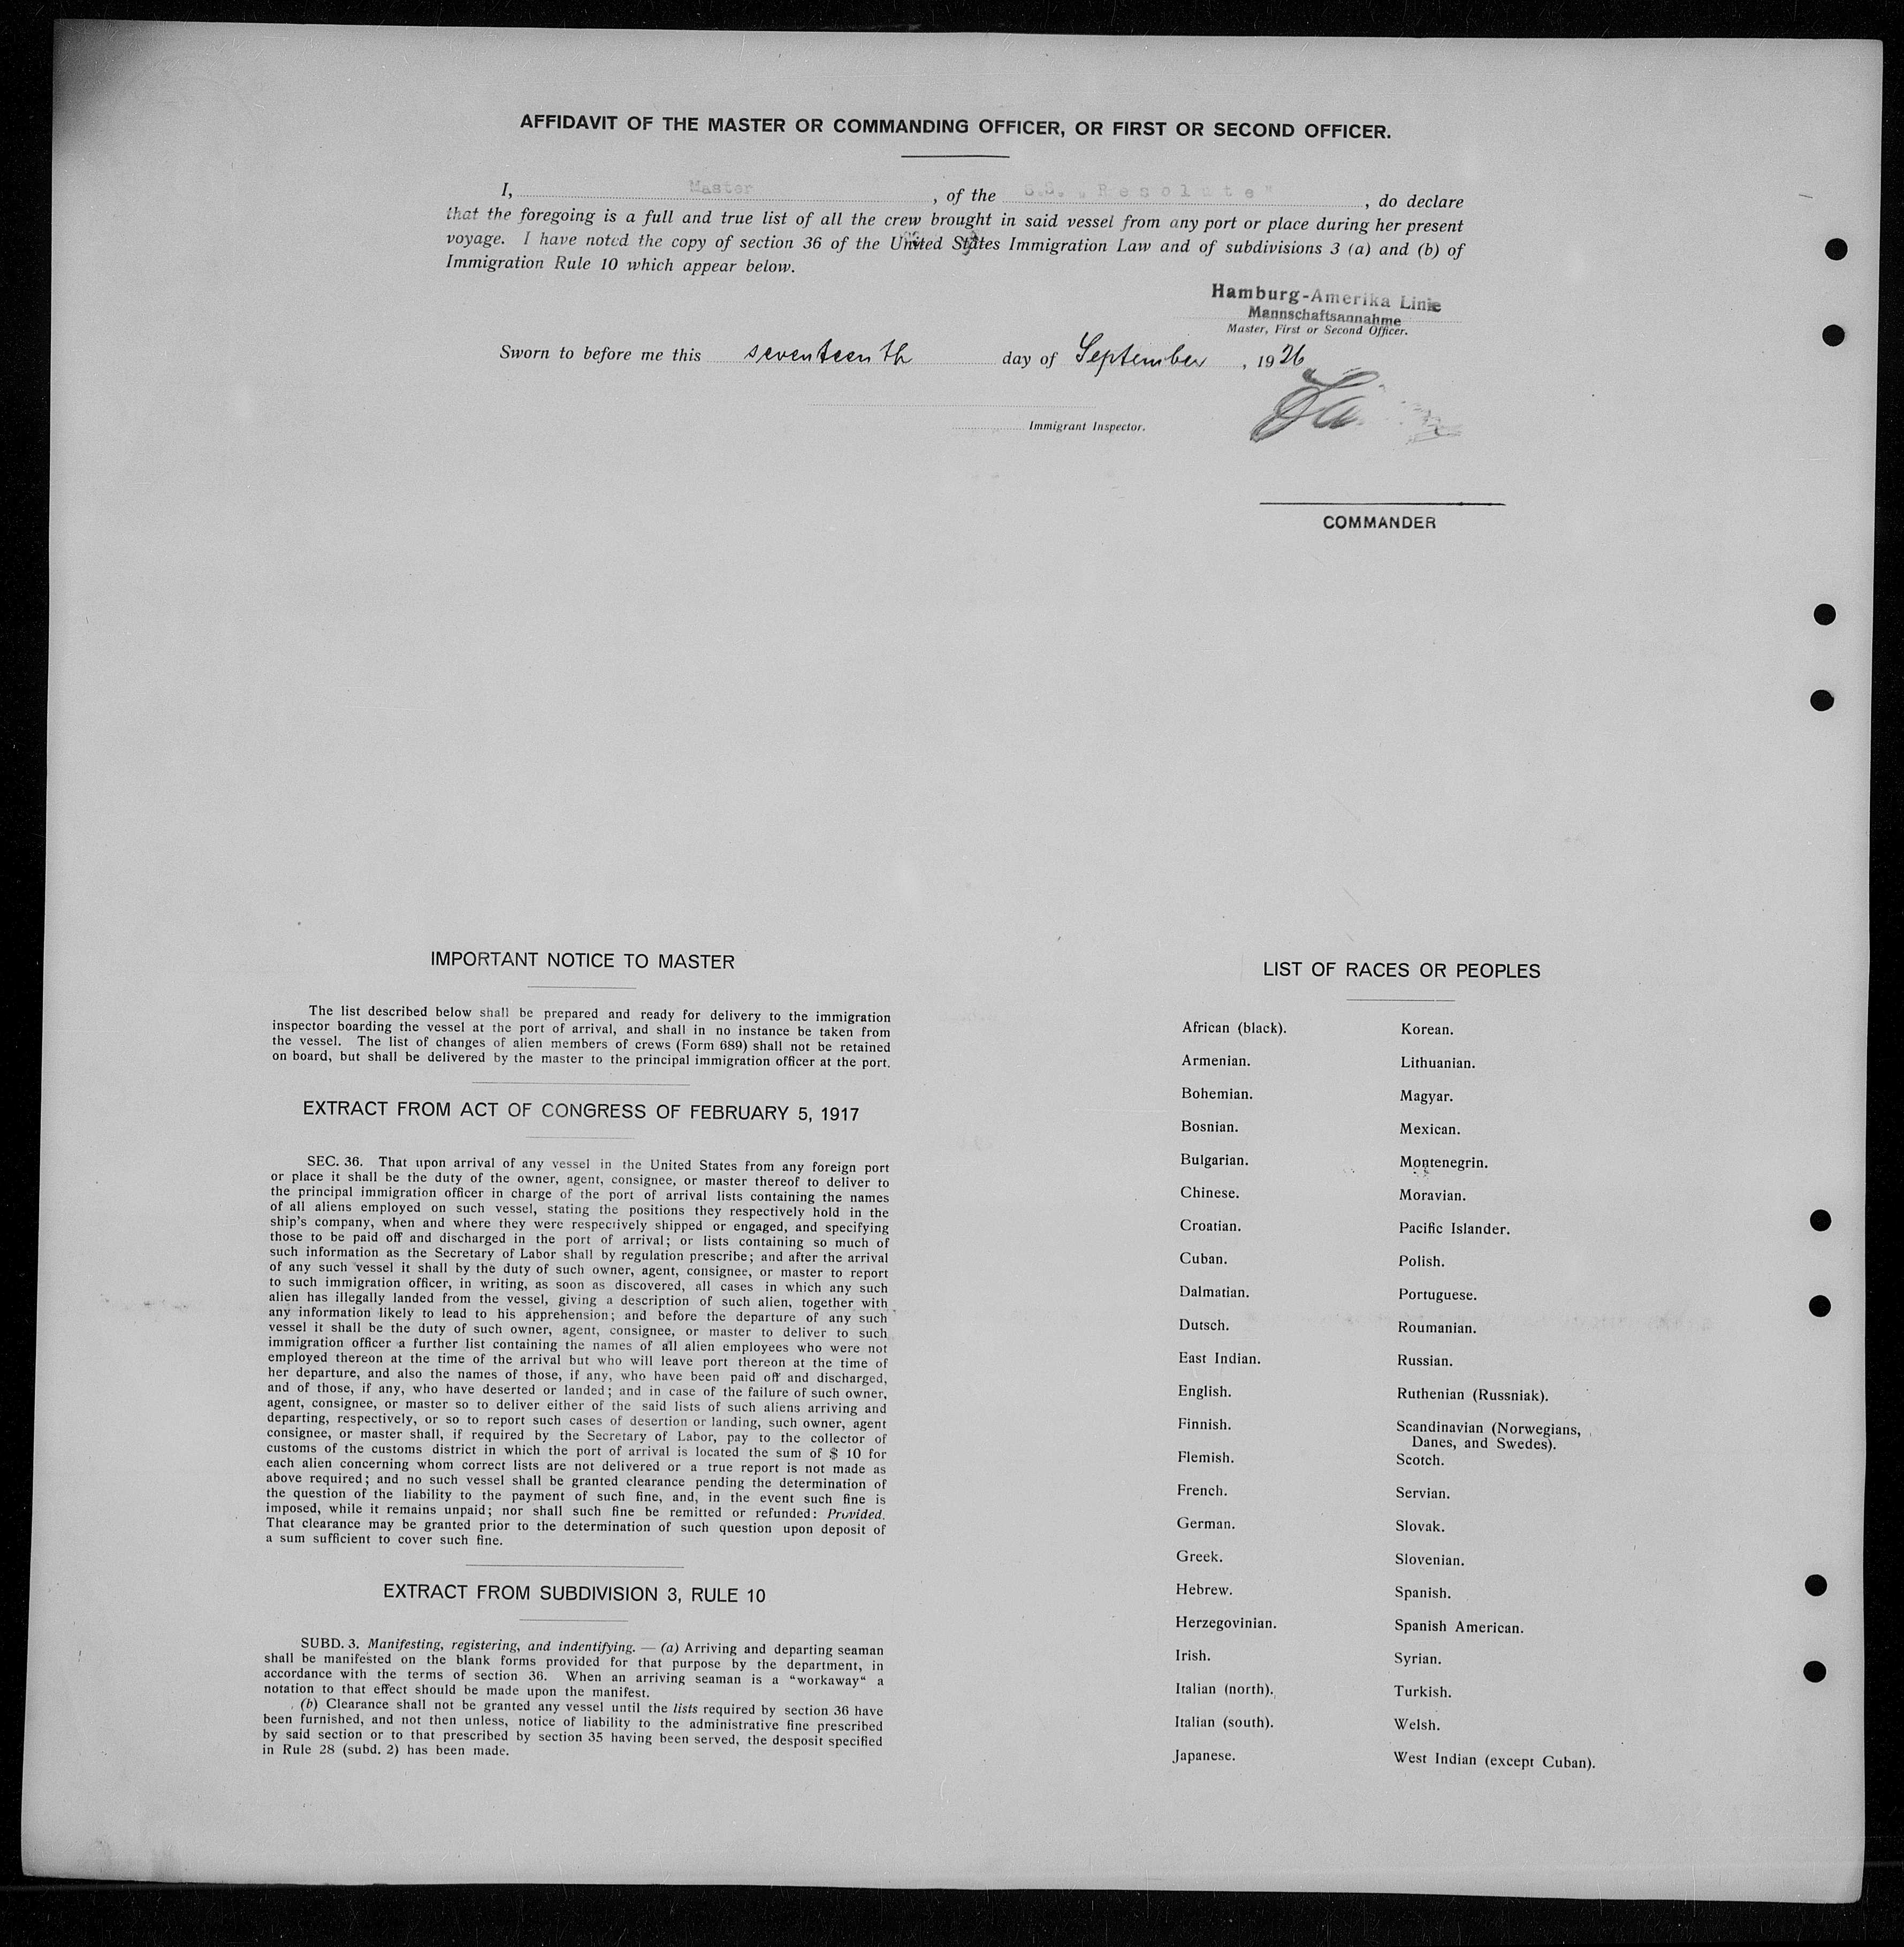 AFFIDAVIT OF THE MASTER OR COMMANDING OFFICER, OR FIRST OR SECOND OFFICER.
I, Master , of the S.S. „Resolute" , do declare
that the foregoing is a full and true list of all the crew brought in said vessel from any port or place during her present
voyage. I have noted the copy of section 36 of the United States Immigration Law and of subdivisions 3 (a) and (b) of
Immigration Rule 10 which appear below.
Hamburg-Amerika Linie
Mannschaftsannahme
Master, First or Second Officer.
Sworn to before me this seventeenth day of September , 1926
Immigrant Inspector.
COMMANDER
IMPORTANT NOTICE TO MASTER
The list described below shall be prepared and ready for delivery to the immigration
inspector boarding the vessel at the port of arrival, and shall in no instance be taken from
the vessel. The list of changes of alien members of crews (Form 689) shall not be retained
on board, but shall be delivered by the master to the principal immigration officer at the port.
EXTRACT FROM ACT OF CONGRESS OF FEBRUARY 5, 1917
SEC. 36. That upon arrival of any vessel in the United States from any foreign port
or place it shall be the duty of the owner, agent, consignee, or master thereof to deliver to
the principal immigration officer in charge of the port of arrival lists containing the names
of all aliens employed on such vessel, stating the positions they respectively hold in the
ship's company, when and where they were respectively shipped or engaged, and specifying
those to be paid off and discharged in the port of arrival; or lists containing so much of
such information as the Secretary of Labor shall by regulation prescribe; and after the arrival
of any such vessel it shall by the duty of such owner, agent, consignee, or master to report
to such immigration officer, in writing, as soon as discovered, all cases in which any such
alien has illegally landed from the vessel, giving a description of such alien, together with
any information likely to lead to his apprehension; and before the departure of any such
vessel it shall be the duty of such owner, agent, consignee, or master to deliver to such
immigration officer a further list containing the names of all alien employees who were not
employed thereon at the time of the arrival but who will leave port thereon at the time of
her departure, and also the names of those, if any, who have been paid off and discharged,
and of those, if any, who have deserted or landed; and in case of the failure of such owner,
agent, consignee, or master so to deliver either of the said lists of such aliens arriving and
departing, respectively, or so to report such cases of desertion or landing, such owner, agent
consignee, or master shall, if required by the Secretary of Labor, pay to the collector of
customs of the customs district in which the port of arrival is located the sum of $ 10 for
each alien concerning whom correct lists are not delivered or a true report is not made as
above required; and no such vessel shall be granted clearance pending the determination of
the question of the liability to the payment of such fine, and, in the event such fine is
imposed, while it remains unpaid; nor shall such fine be remitted or refunded: Provided.
That clearance may be granted prior to the determination of such question upon deposit of
a sum sufficient to cover such fine.
EXTRACT FROM SUBDIVISION 3, RULE 10
SUBD. 3. Manifesting, registering, and indentifying. — (a) Arriving and departing seaman
shall be manifested on the blank forms provided for that purpose by the department, in
accordance with the terms of section 36. When an arriving seaman is a "workaway" a
notation to that effect should be made upon the manifest.
(b) Clearance shall not be granted any vessel until the lists required by section 36 have
been furnished, and not then unless, notice of liability to the administrative fine prescribed
by said section or to that prescribed by section 35 having been served, the desposit specified
in Rule 28 (subd. 2) has been made.
LIST OF RACES OR PEOPLES
African (black).
Armenian.
Bohemian.
Bosnian.
Bulgarian.
Chinese.
Croatian.
Cuban.
Dalmatian.
Dutsch.
East Indian.
English.
Finnish.
Flemish.
French.
German.
Greek.
Hebrew.
Herzegovinian.
Irish.
Italian (north).
Italian (south).
Japanese.
Korean.
Lithuanian.
Magyar.
Mexican.
Montenegrin.
Moravian.
Pacific Islander.
Polish.
Portuguese.
Roumanian.
Russian.
Ruthenian (Russniak).
Scandinavian (Norwegians,
Danes, and Swedes).
Scotch.
Servian.
Slovak.
Slovenian.
Spanish.
Spanish American.
Syrian.
Turkish.
Welsh.
West Indian (except Cuban).